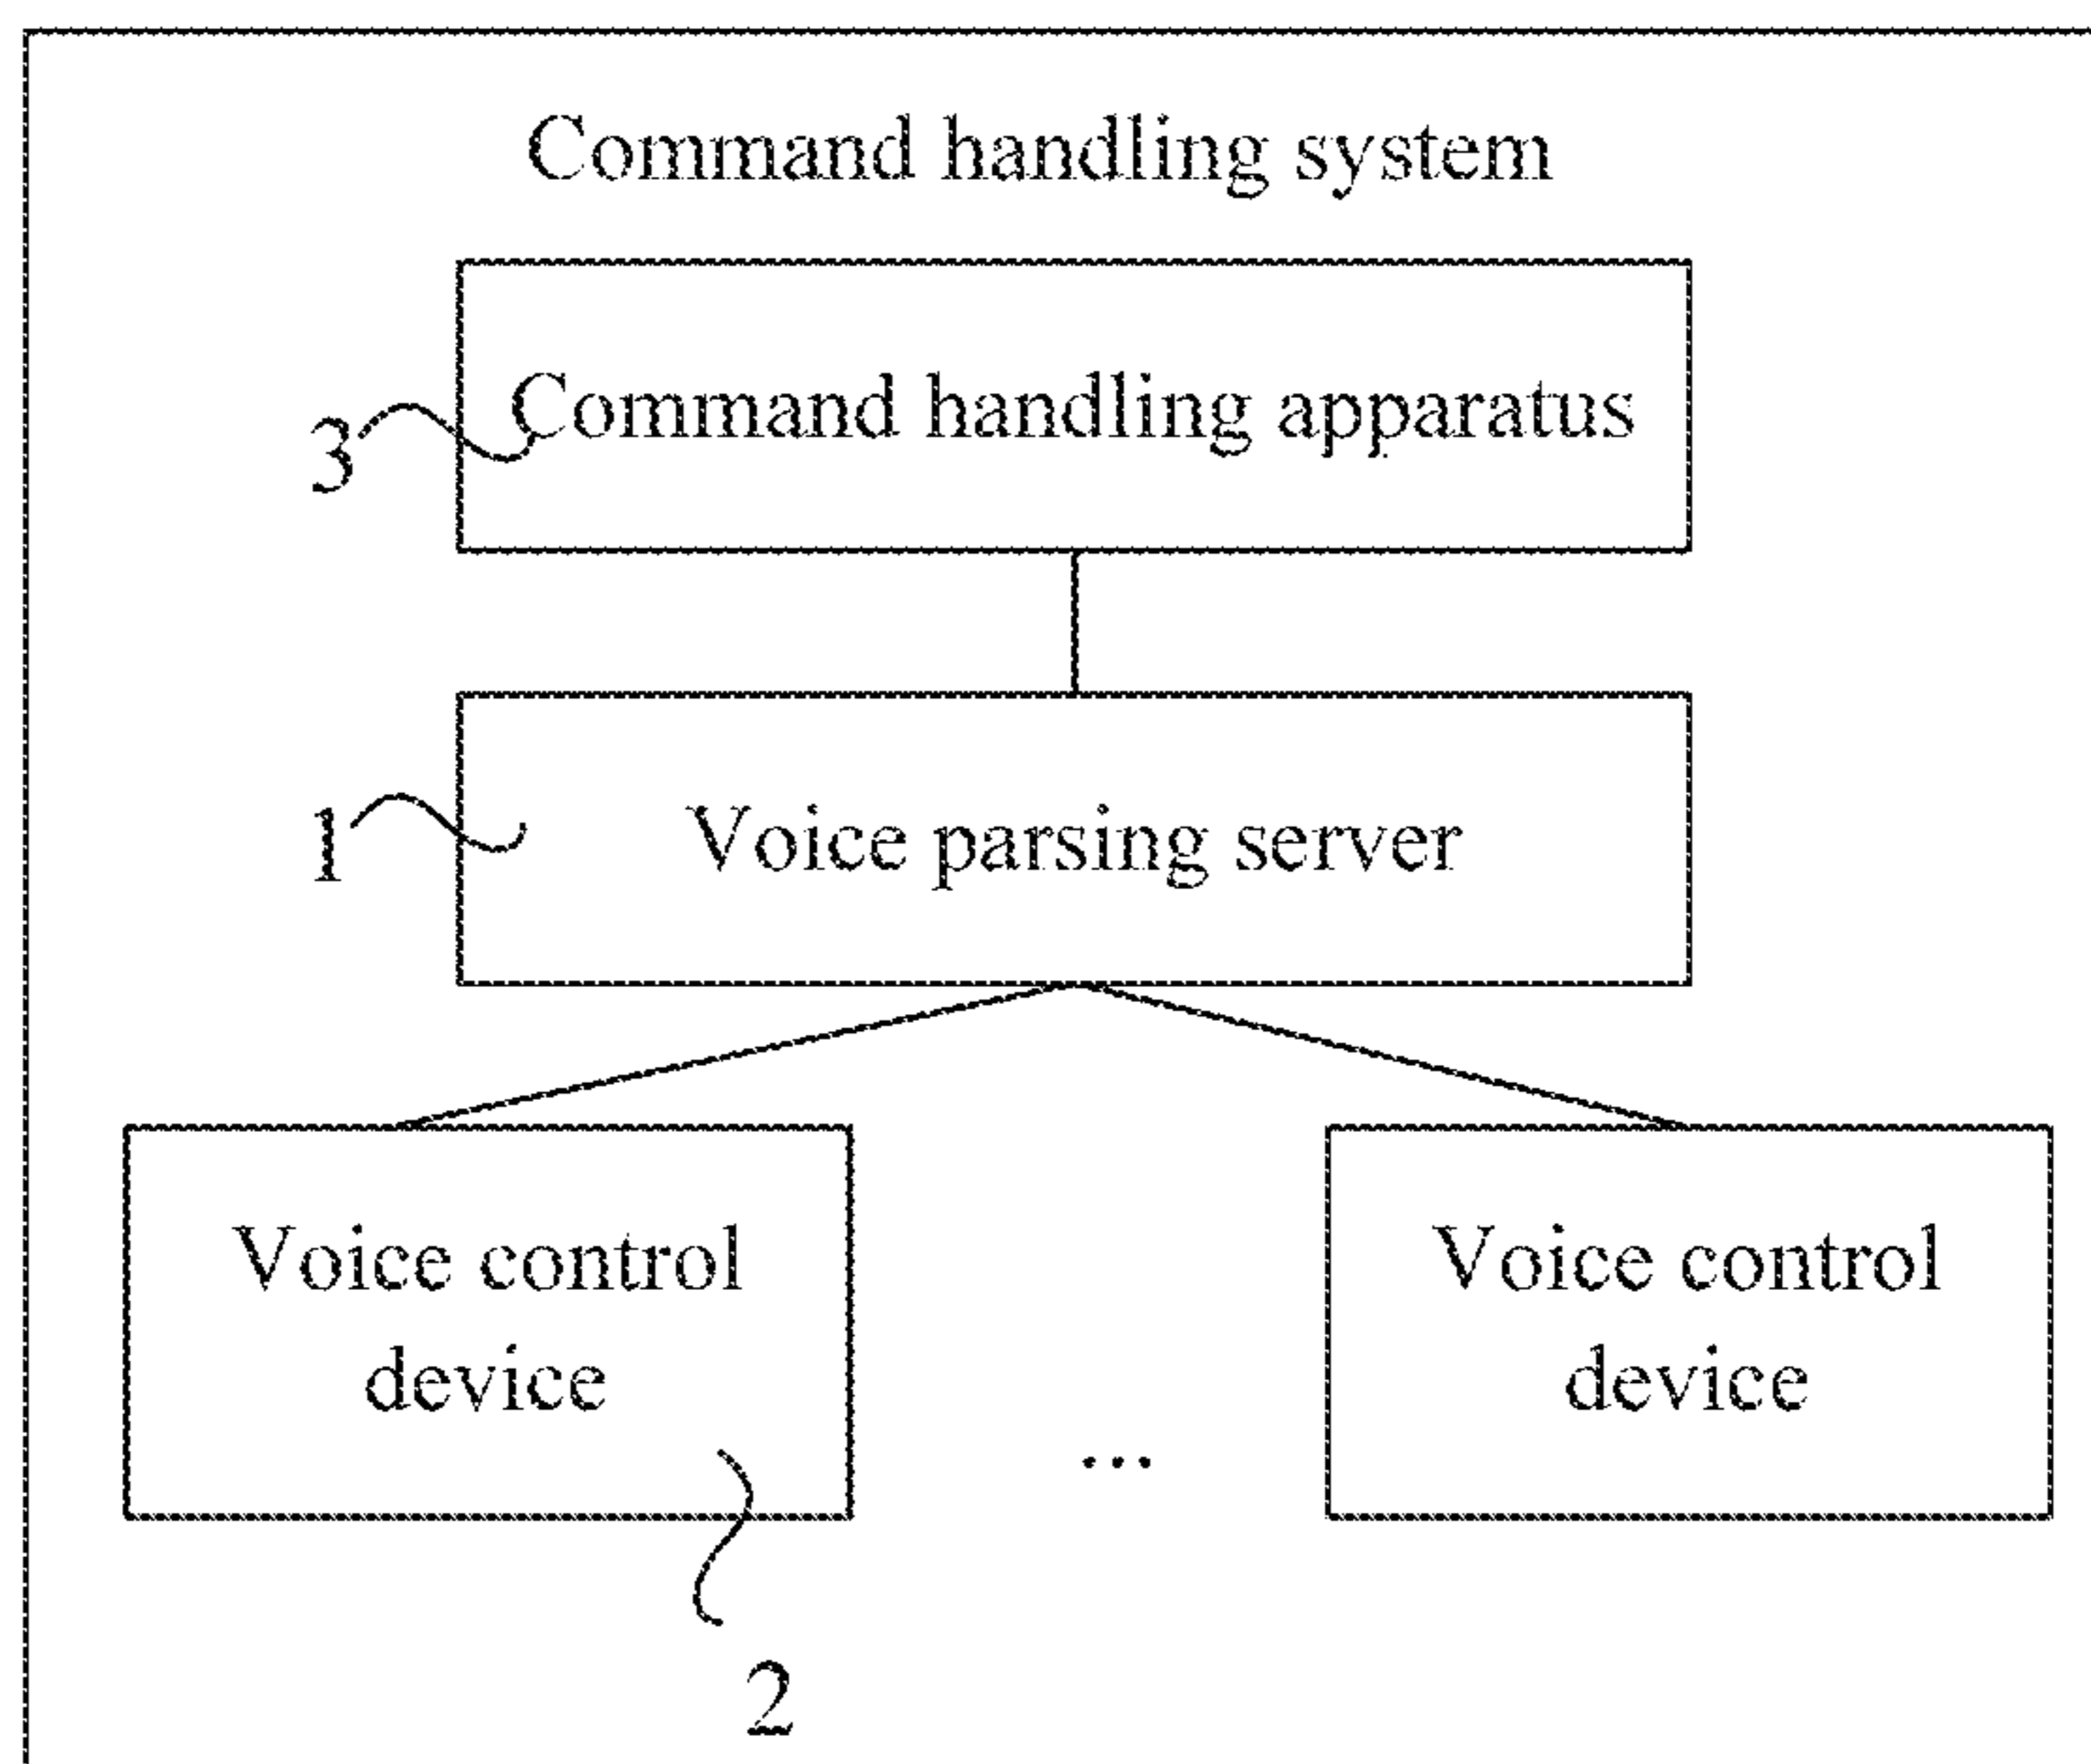 Command handling system
3
Command handling apparatus
1
Voice parsing server
Voice control
device
...
Voice control
device
2